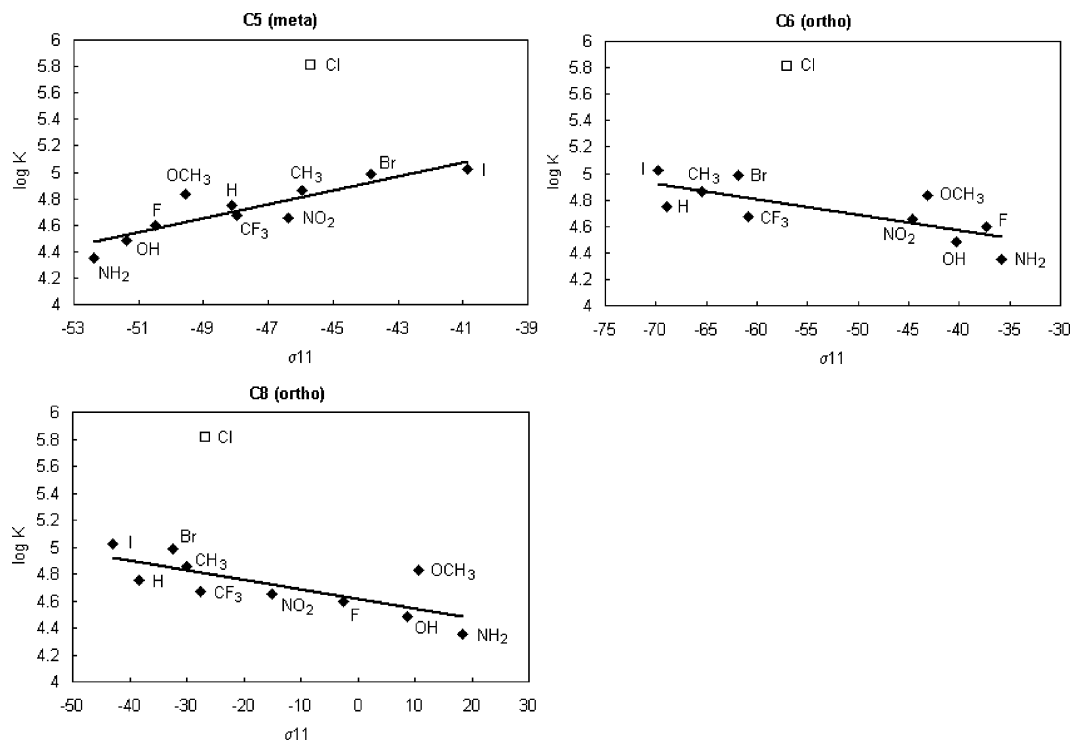 C5 (meta)
6
5.8
5.6
5.4
5.2
5
4.8
4.6
4.4
4.2
4
log K
Cl
Br
I
OCH3
H
CH3
F
CF3
NO2
OH
NH2
-53 -51 -49 -47 -45 -43 -41 -39
σ11
C6 (ortho)
6
5.8
5.6
5.4
5.2
5
4.8
4.6
4.4
4.2
4
log K
Cl
I
CH3
Br
OCH3
H
CF3
NO2
F
OH
NH2
-75 -70 -65 -60 -55 -50 -45 -40 -35 -30
σ11
C8 (ortho)
6
5.8
5.6
5.4
5.2
5
4.8
4.6
4.4
4.2
4
log K
Cl
I
Br
CH3
OCH3
H
CF3
NO2
F
OH
NH2
-50 -40 -30 -20 -10 0 10 20 30
σ11